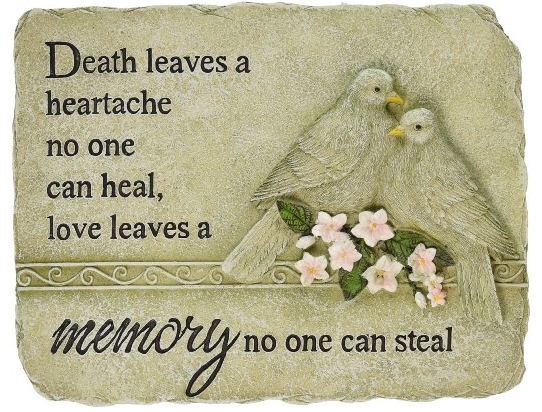 Death leaves a
heartache
no one
can heal,
love leaves a
memory no one can steal